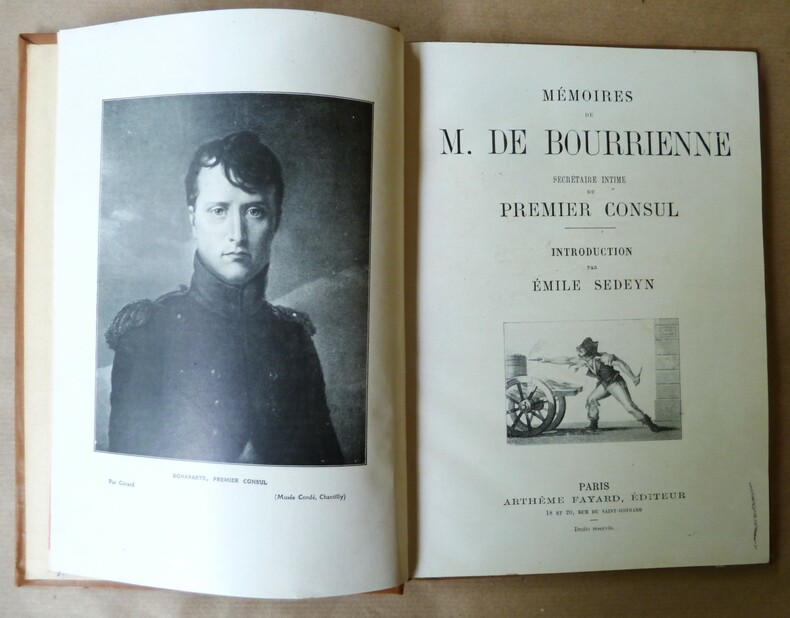 Par Gérard
BONAPARTE, PREMIER CONSUL
(Musée Condé, Chantilly)
MÉMOIRES
DE
M. DE BOURRIENNE
SECRÉTAIRE INTIME
DU
PREMIER CONSUL
INTRODUCTION
PAR
ÉMILE SEDEYN
PARIS
ARTHÈME FAYARD, ÉDITEUR
18 ET 20, RUE DU SAINT-GOTHARD
Droits réservés.